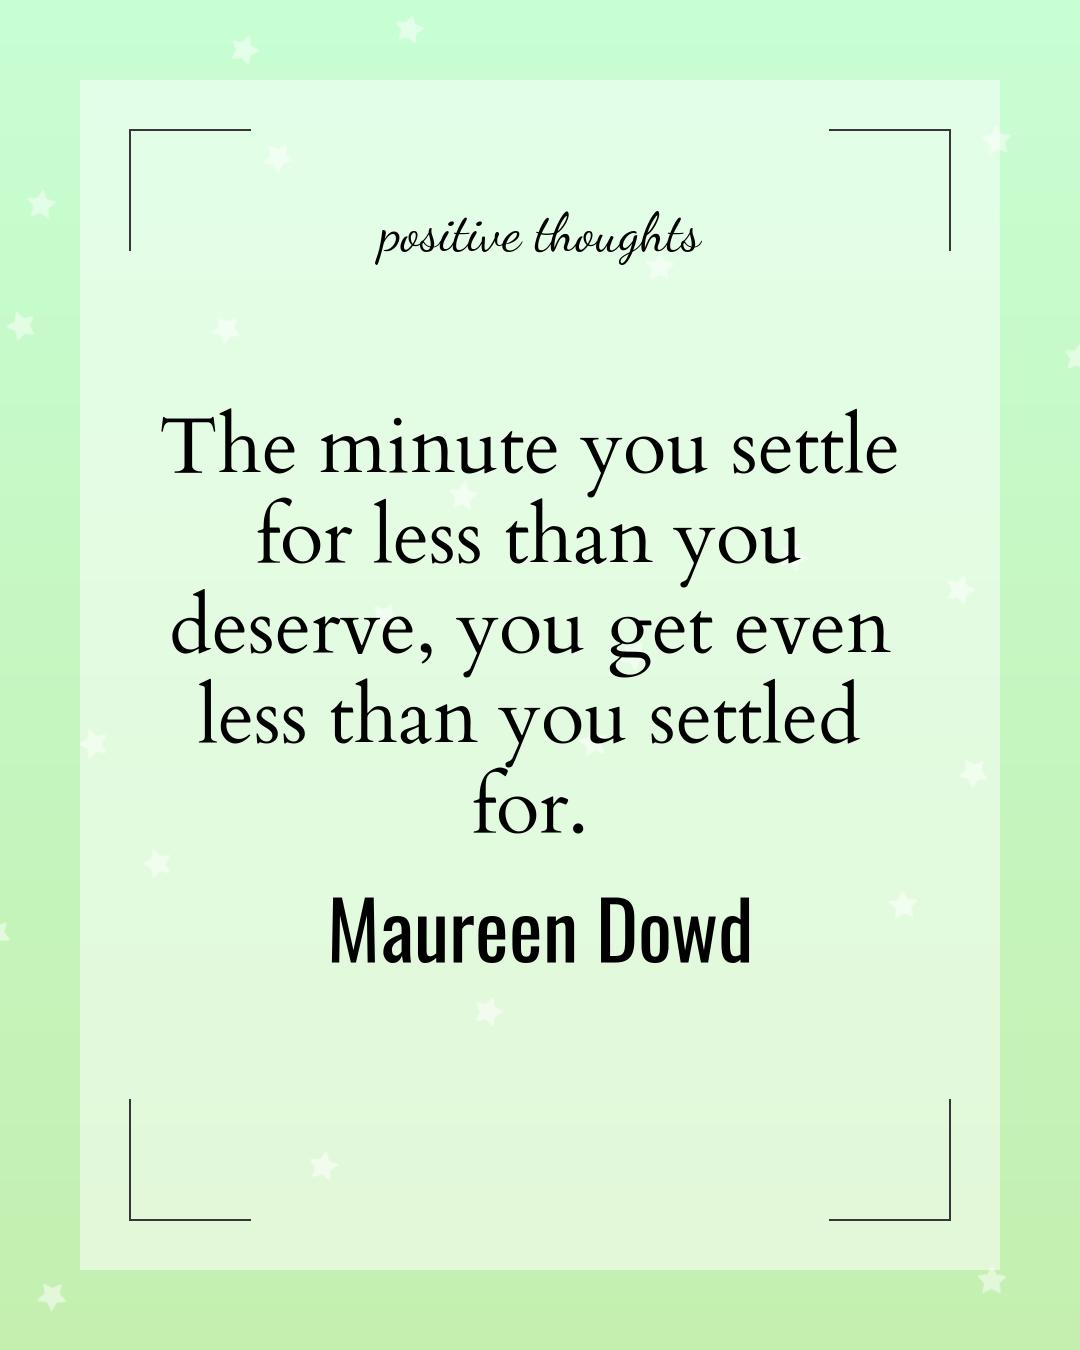 positive thoughts
The minute you settle
for less than you
deserve, you get even
less than you settled
for.
Maureen Dowd